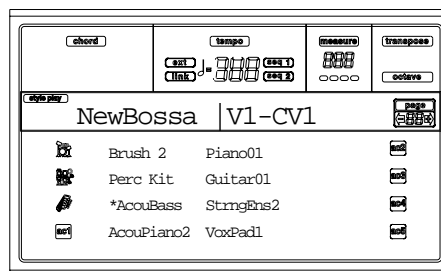 chord tempo measure transpose
ext seq 1
link seq 2
octave
style play page
NewBossa V1-CV1
Brush 2 Piano01 ac2
Perc Kit Guitar01 ac3
*AcouBass StrngEns2 ac4
ac1 AcouPiano2 VoxPad1 ac5